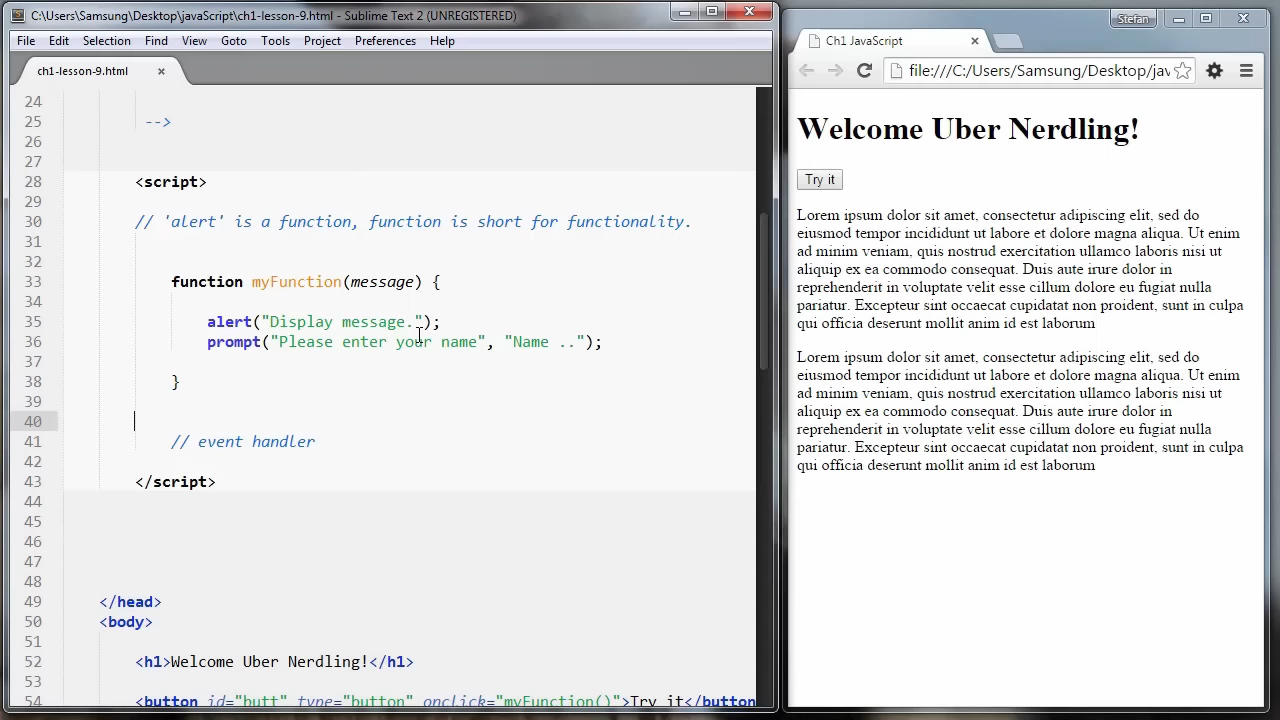 C:\Users\Samsung\Desktop\javaScript\ch1-lesson-9.html - Sublime Text 2 (UNREGISTERED)
File Edit Selection Find View Goto Tools Project Preferences Help
ch1-lesson-9.html
24
25 -->
26
27
28 <script>
29
30 // 'alert' is a function, function is short for functionality.
31
32
33 function myFunction(message) {
34
35 alert("Display message.");
36 prompt("Please enter your name", "Name ..");
37
38 }
39
40
41 // event handler
42
43 </script>
44
45
46
47
48
49 </head>
50 <body>
51
52 <h1>Welcome Uber Nerdling!</h1>
53
54 <button id="butt" type="button" onclick="myFunction()">Try it</button
Stefan
Ch1 JavaScript
file:///C:/Users/Samsung/Desktop/jav
Welcome Uber Nerdling!
Try it
Lorem ipsum dolor sit amet, consectetur adipiscing elit, sed do
eiusmod tempor incididunt ut labore et dolore magna aliqua. Ut enim
ad minim veniam, quis nostrud exercitation ullamco laboris nisi ut
aliquip ex ea commodo consequat. Duis aute irure dolor in
reprehenderit in voluptate velit esse cillum dolore eu fugiat nulla
pariatur. Excepteur sint occaecat cupidatat non proident, sunt in culpa
qui officia deserunt mollit anim id est laborum
Lorem ipsum dolor sit amet, consectetur adipiscing elit, sed do
eiusmod tempor incididunt ut labore et dolore magna aliqua. Ut enim
ad minim veniam, quis nostrud exercitation ullamco laboris nisi ut
aliquip ex ea commodo consequat. Duis aute irure dolor in
reprehenderit in voluptate velit esse cillum dolore eu fugiat nulla
pariatur. Excepteur sint occaecat cupidatat non proident, sunt in culpa
qui officia deserunt mollit anim id est laborum